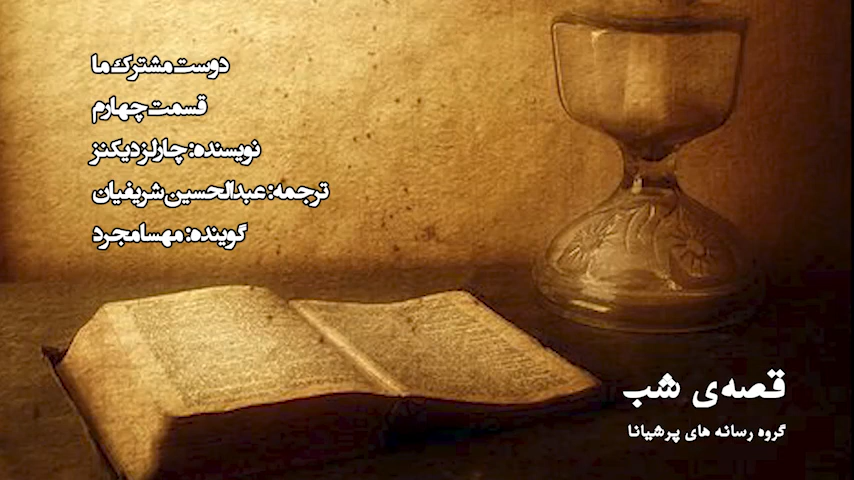 دوست مشترک ما
قسمت چهارم
نویسنده: چارلز دیکنز
ترجمه: عبدالحسین شریفیان
گوینده: مهسا مجرد
قصه‌ی شب
گروه رسانه های پرشیانا